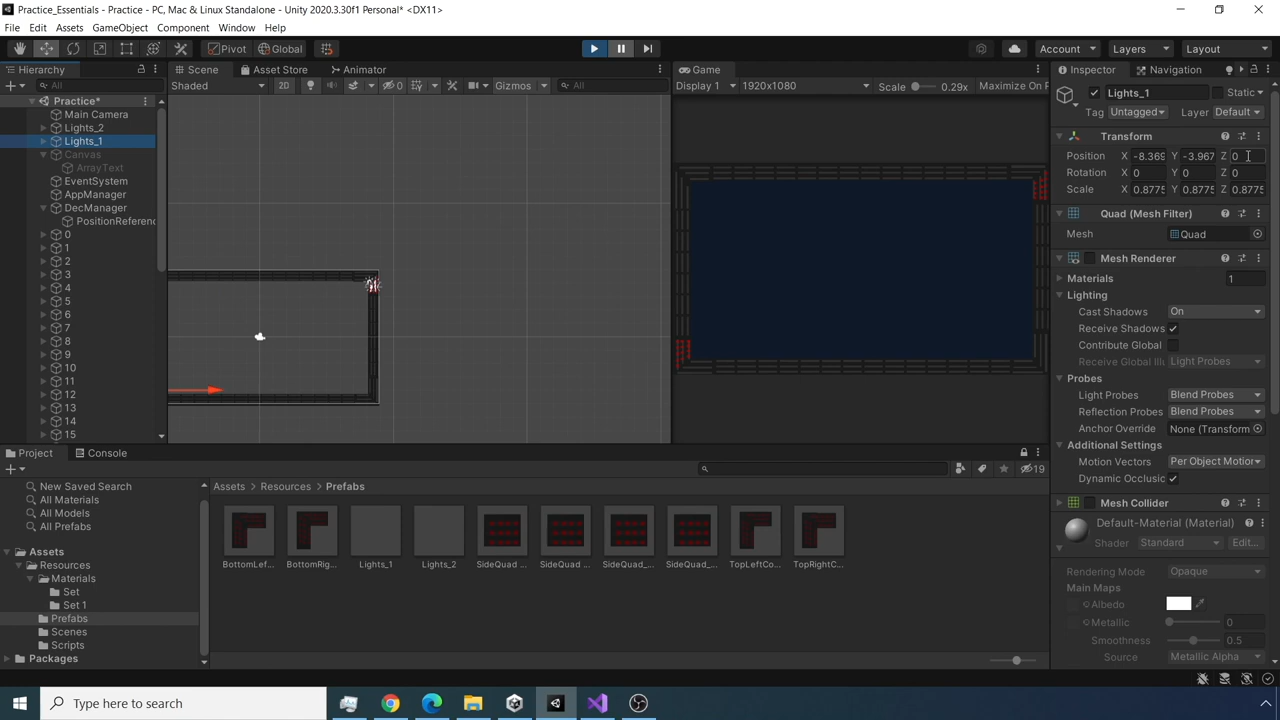 Practice_Essentials - Practice - PC, Mac & Linux Standalone - Unity 2020.3.30f1 Personal* <DX11>
File Edit Assets GameObject Component Window Help
Pivot Global Account Layers Layout
Hierarchy Scene Asset Store Animator Game Inspector Navigation
All Shaded 2D 0 Gizmos All Display 1 1920x1080 Scale 0.29x Maximize On P
Lights_1 Static
Tag Untagged Layer Default
Practice*
Main Camera
Lights_2
Lights_1
Canvas
ArrayText
EventSystem
AppManager
DecManager
PositionReferenc
0
1
2
3
4
5
6
7
8
9
10
11
12
13
14
15
Transform
Position X -8.369 Y -3.967 Z 0
Rotation X 0 Y 0 Z 0
Scale X 0.8775 Y 0.8775 Z 0.8775
Quad (Mesh Filter)
Mesh Quad
Mesh Renderer
Materials 1
Lighting
Cast Shadows On
Receive Shadows
Contribute Global
Receive Global Illu Light Probes
Probes
Light Probes Blend Probes
Reflection Probes Blend Probes
Anchor Override None (Transform
Additional Settings
Motion Vectors Per Object Motion
Dynamic Occlusic
Mesh Collider
Default-Material (Material)
Shader Standard Edit...
Rendering Mode Opaque
Main Maps
Albedo
Metallic 0
Smoothness 0.5
Source Metallic Alpha
Project Console
19
New Saved Search
All Materials
All Models
All Prefabs
Assets
Resources
Materials
Set
Set 1
Prefabs
Scenes
Scripts
Packages
Assets > Resources > Prefabs
BottomLef... BottomRig... Lights_1 Lights_2 SideQuad ... SideQuad ... SideQuad_... SideQuad_... TopLeftCo... TopRightC...
Type here to search